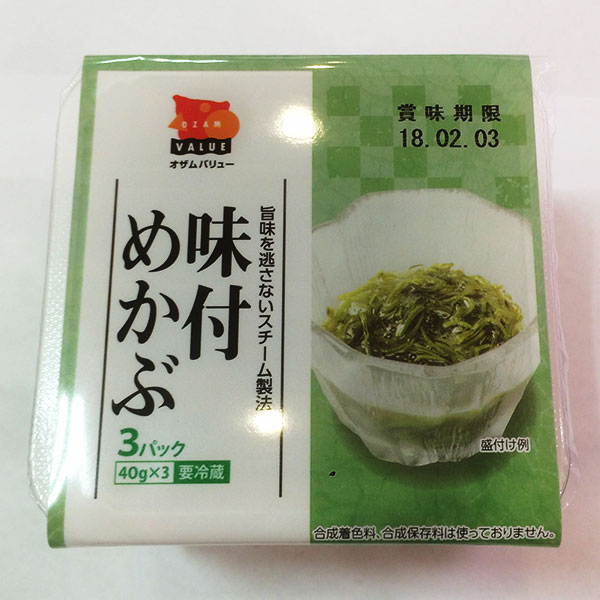 OZAM
VALUE
オザムバリュー
賞味期限
18.02.03
旨味を逃さないスチーム製法
味付
めかぶ
3パック
40g×3 要冷蔵
盛付け例
合成着色料、合成保存料は使っておりません。